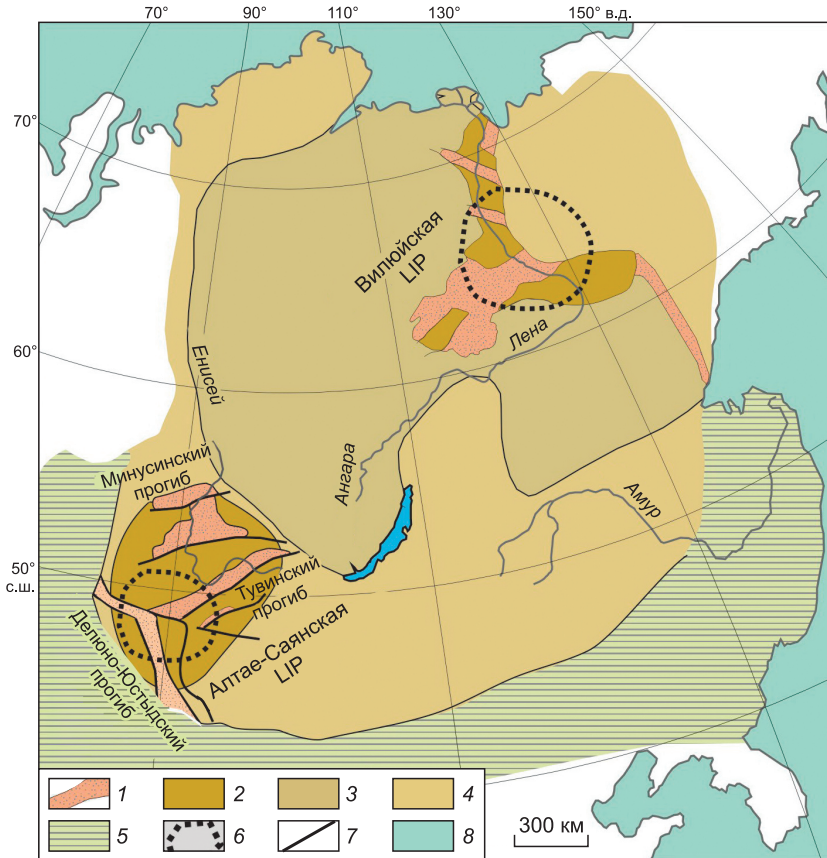 70° 90° 110° 130° 150° в.д.
70°
60°
50°
с.ш.
Вилюйская
LIP
Лена
Енисей
Ангара
Амур
Минусинский
прогиб
Тувинский
прогиб
Алтае-Саянская
LIP
Делюно-Юстыдский
прогиб
1 2 3 4
5 6 7 8
300 км